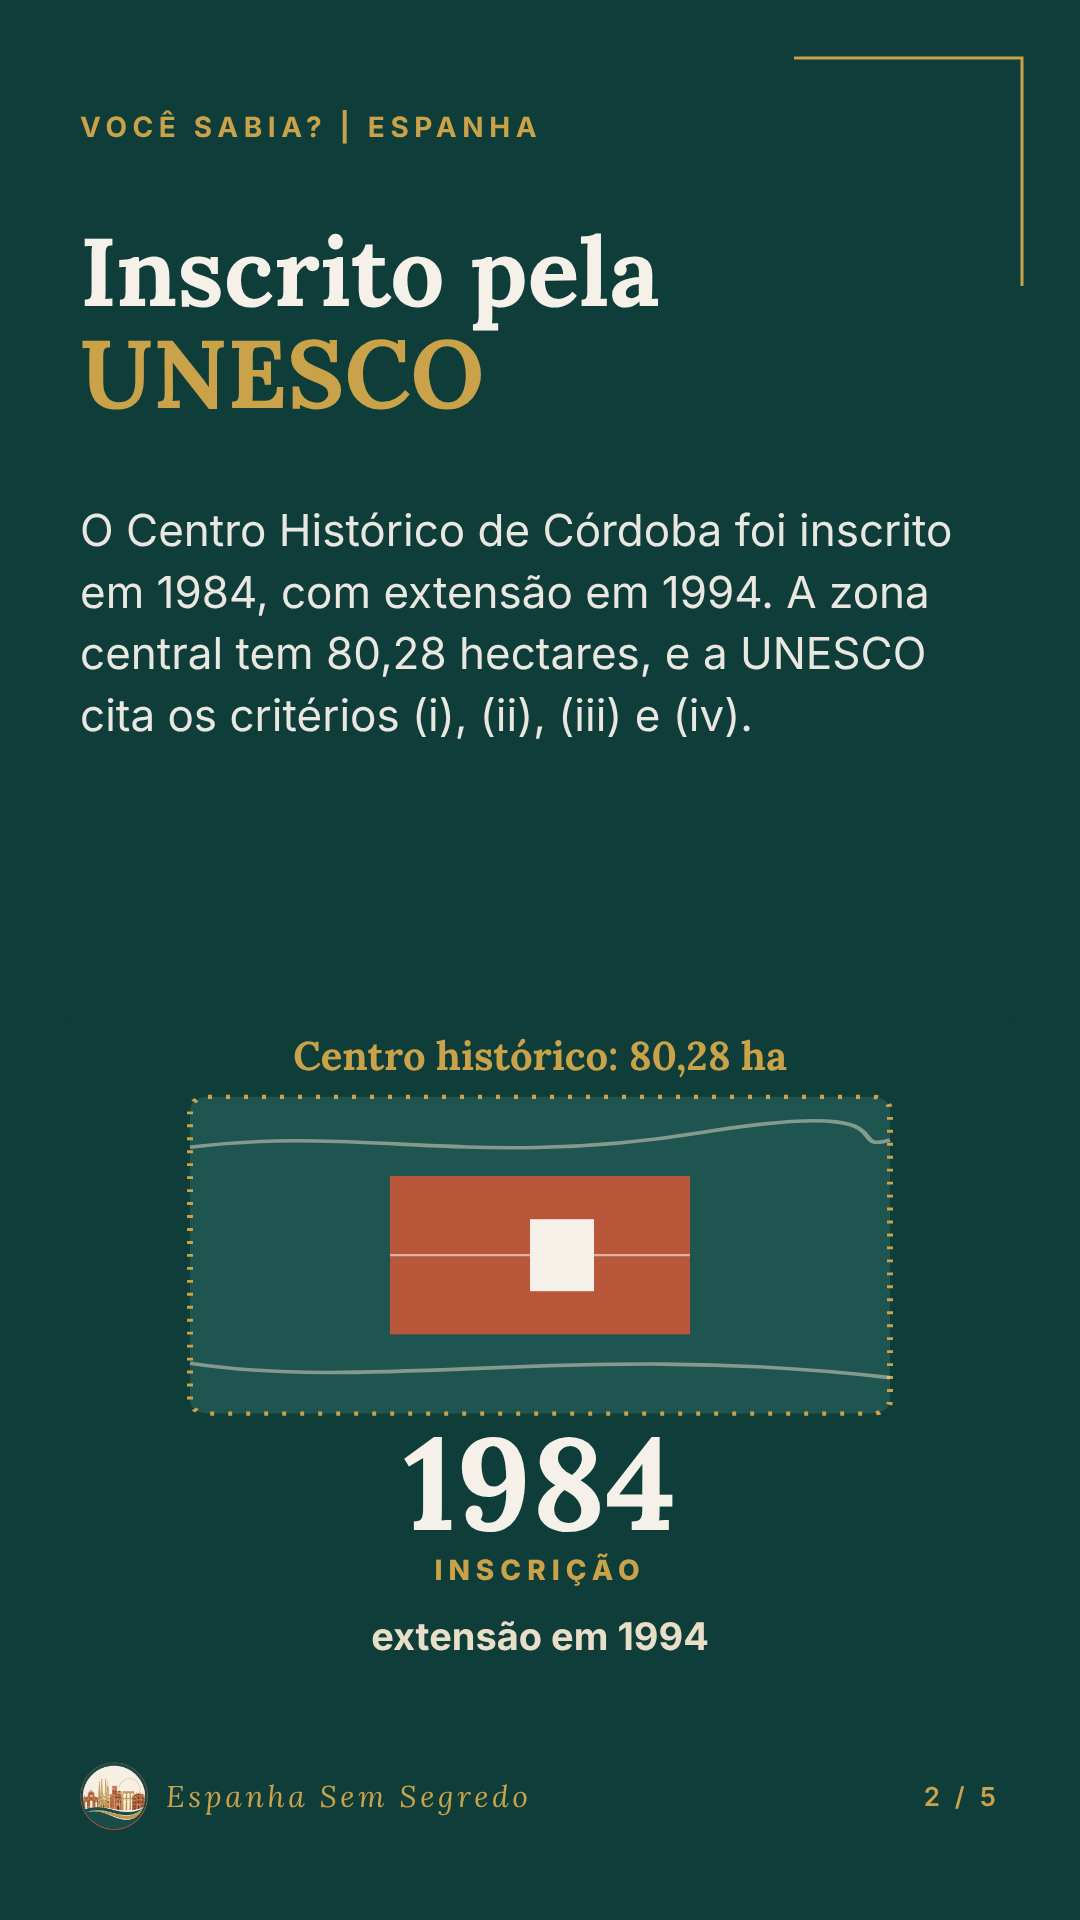 VOCÊ SABIA? | ESPANHA
Inscrito pela
UNESCO
O Centro Histórico de Córdoba foi inscrito
em 1984, com extensão em 1994. A zona
central tem 80,28 hectares, e a UNESCO
cita os critérios (i), (ii), (iii) e (iv).
Centro histórico: 80,28 ha
1984
INSCRIÇÃO
extensão em 1994
Espanha Sem Segredo
2 / 5